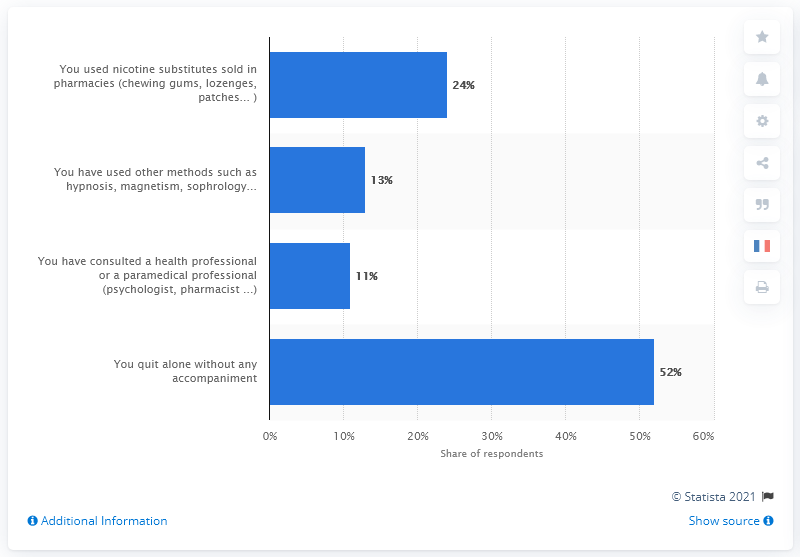 You used nicotine substitutes sold in
pharmacies (chewing gums, lozenges,
patches... )
24%
You have used other methods such as
hypnosis, magnetism, sophrology...
13%
You have consulted a health professional
or a paramedical professional
(psychologist, pharmacist ...)
11%
You quit alone without any
accompaniment
52%
0% 10% 20% 30% 40% 50% 60%
Share of respondents
© Statista 2021
Additional Information
Show source